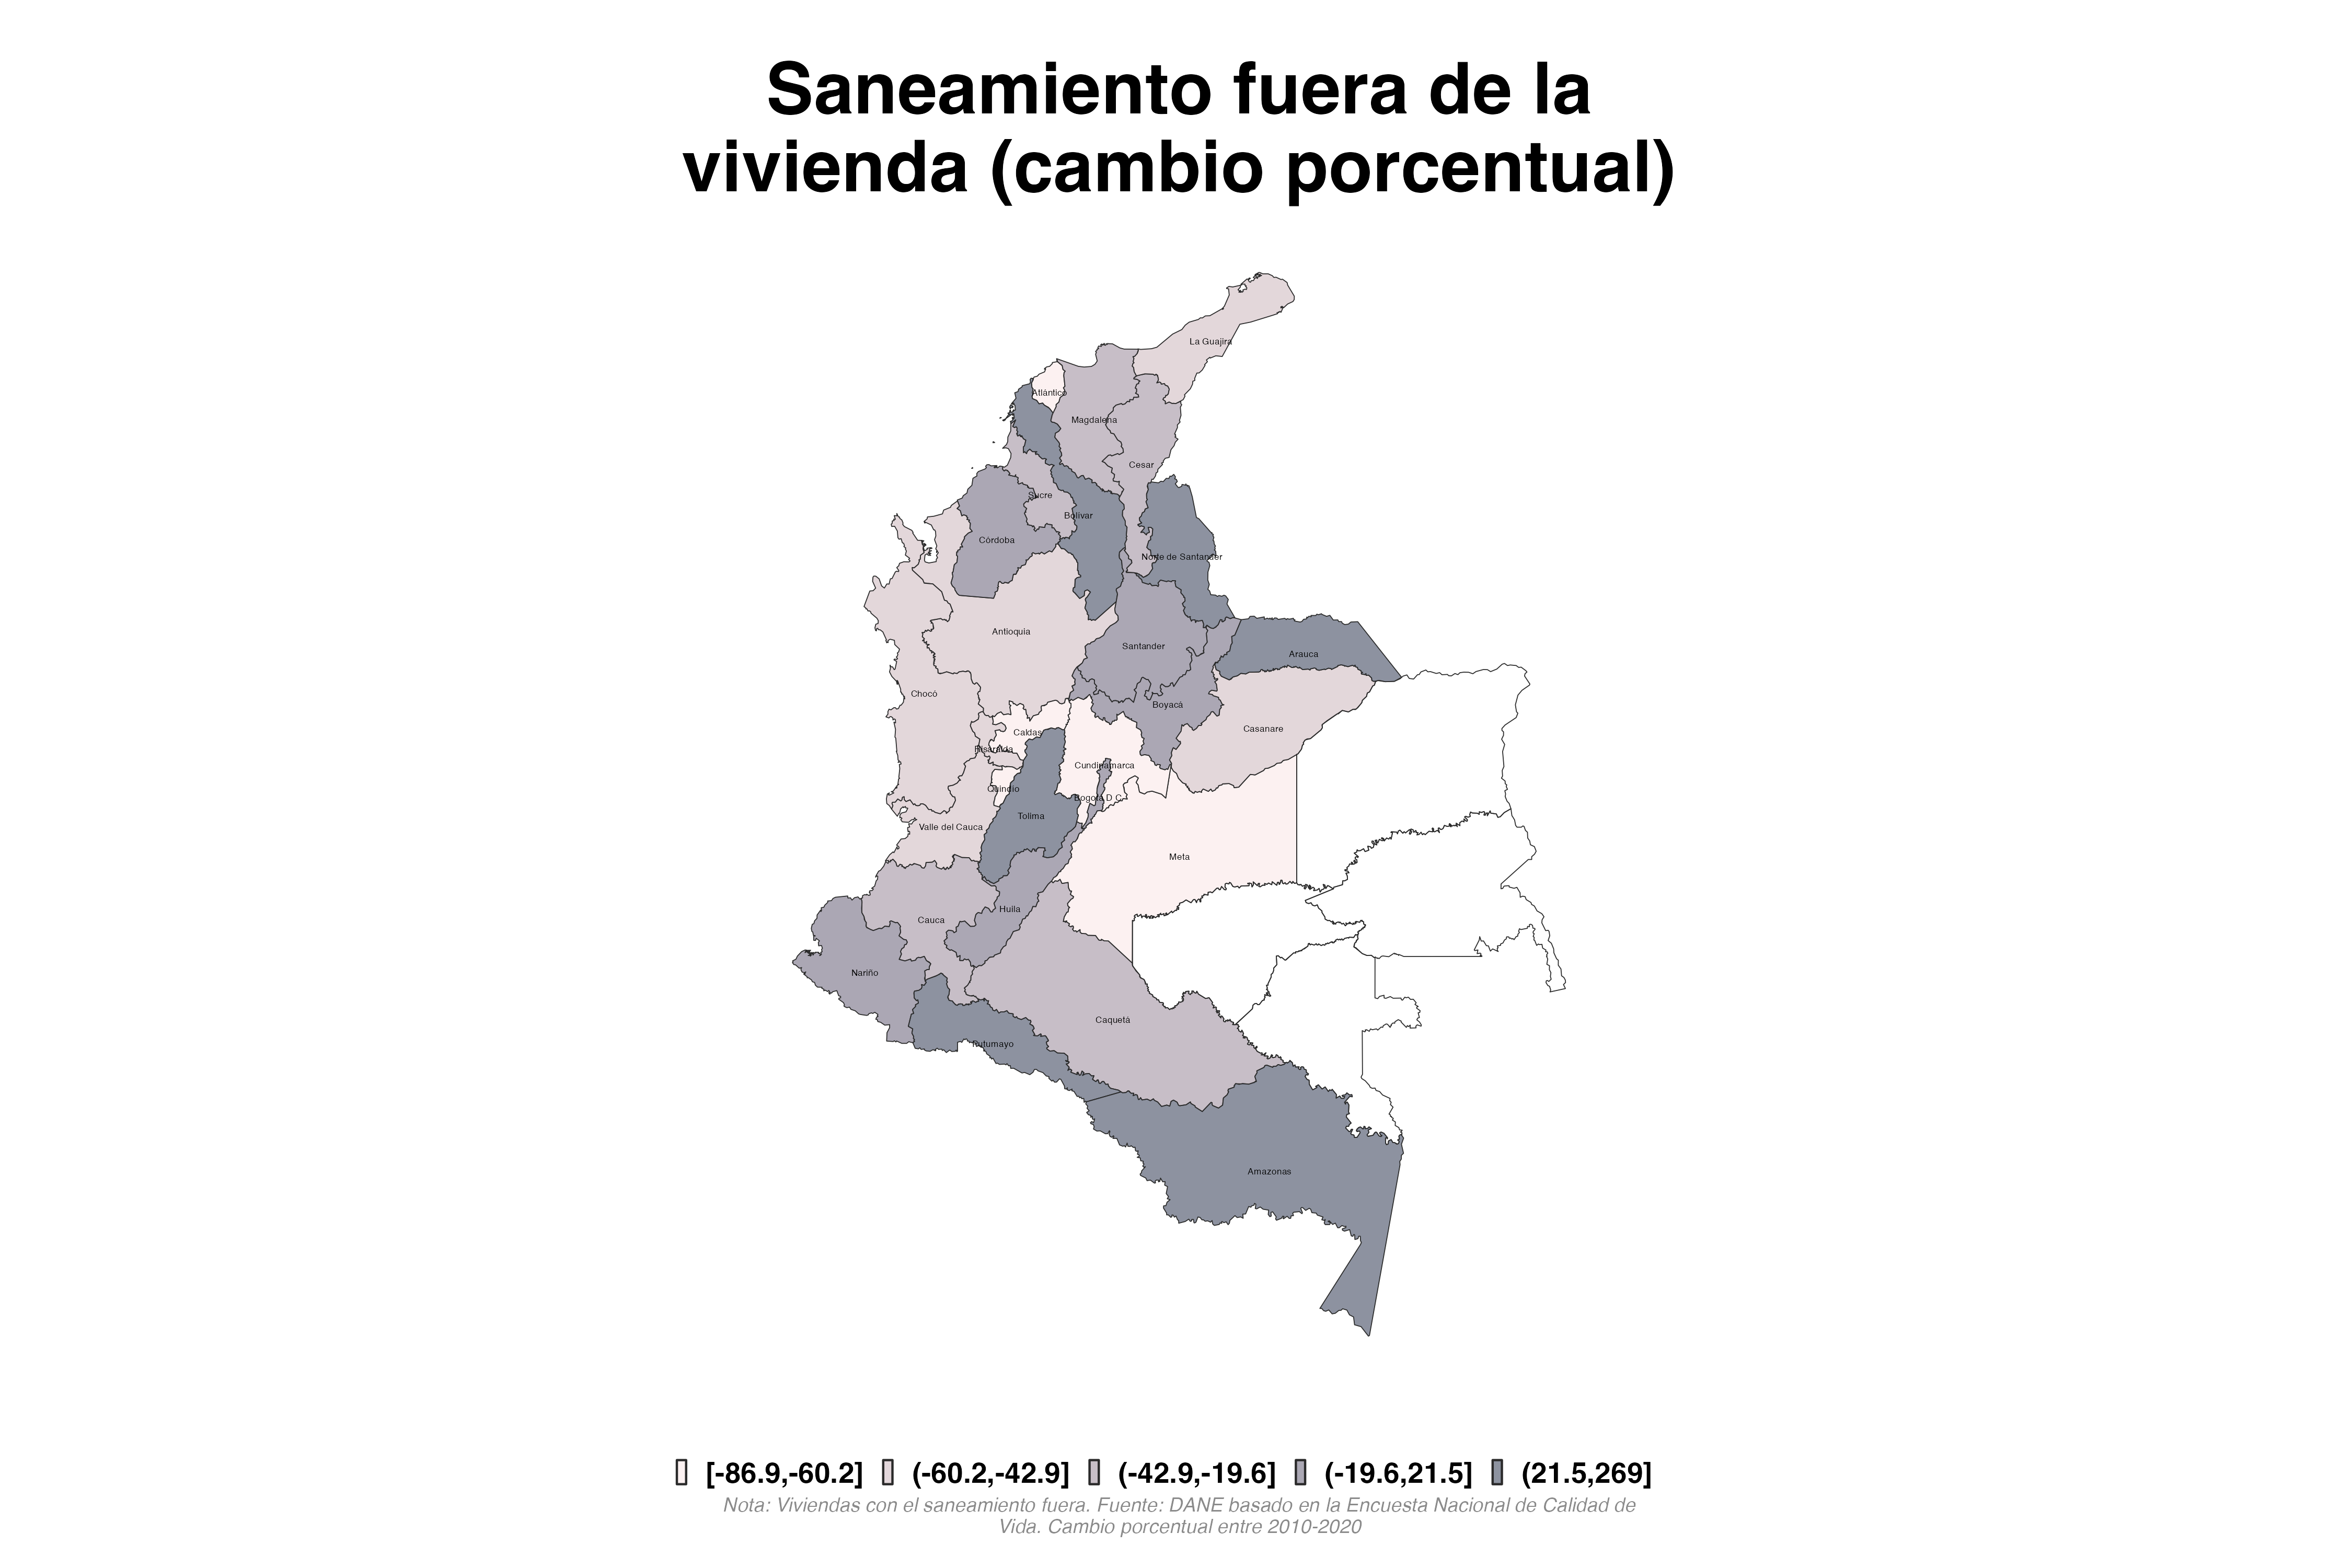 Saneamiento fuera de la
vivienda (cambio porcentual)
La Guajira
Atlántico
Magdalena
Cesar
Sucre
Bolívar
Córdoba
Norte de Santander
Antioquia
Santander
Arauca
Chocó
Boyacá
Casanare
Caldas
Risaralda
Cundinamarca
Quindío
Bogotá D.C.
Tolima
Valle del Cauca
Meta
Huila
Cauca
Nariño
Caquetá
Putumayo
Amazonas
[-86.9,-60.2] (-60.2,-42.9] (-42.9,-19.6] (-19.6,21.5] (21.5,269]
Nota: Viviendas con el saneamiento fuera. Fuente: DANE basado en la Encuesta Nacional de Calidad de
Vida. Cambio porcentual entre 2010-2020